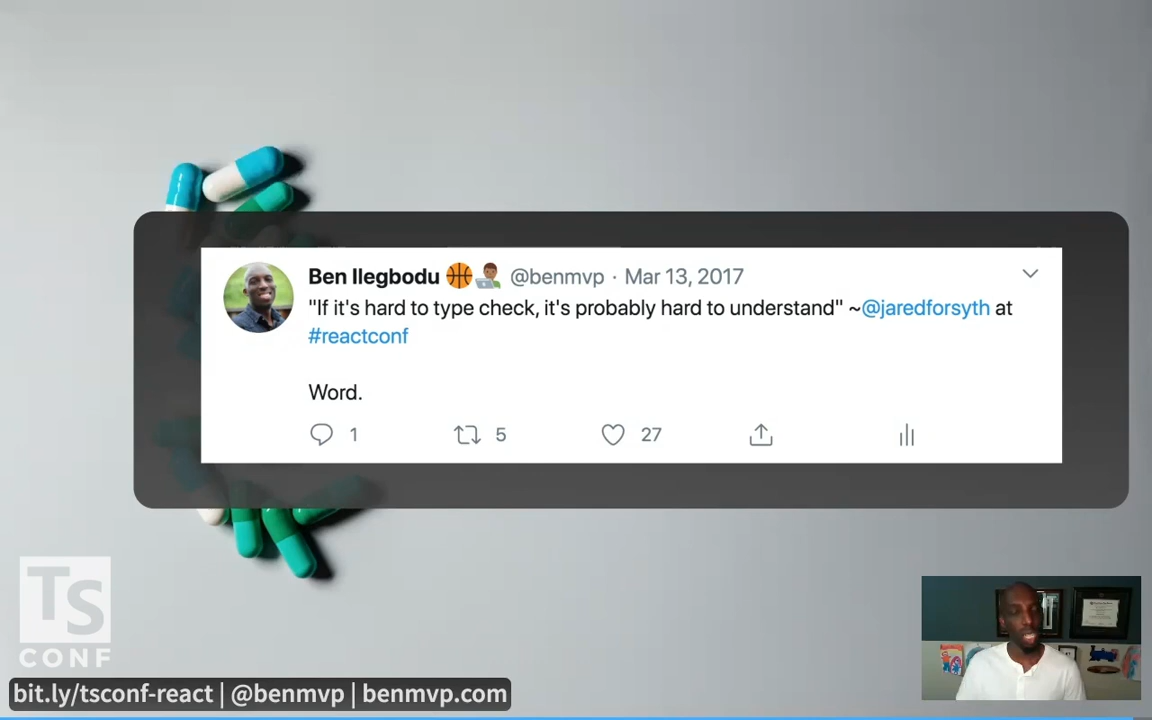 Ben Ilegbodu 🏀👨🏾‍💻 @benmvp · Mar 13, 2017
"If it's hard to type check, it's probably hard to understand" ~@jaredforsyth at
#reactconf
Word.
1 5 27
TS
CONF
bit.ly/tsconf-react | @benmvp | benmvp.com